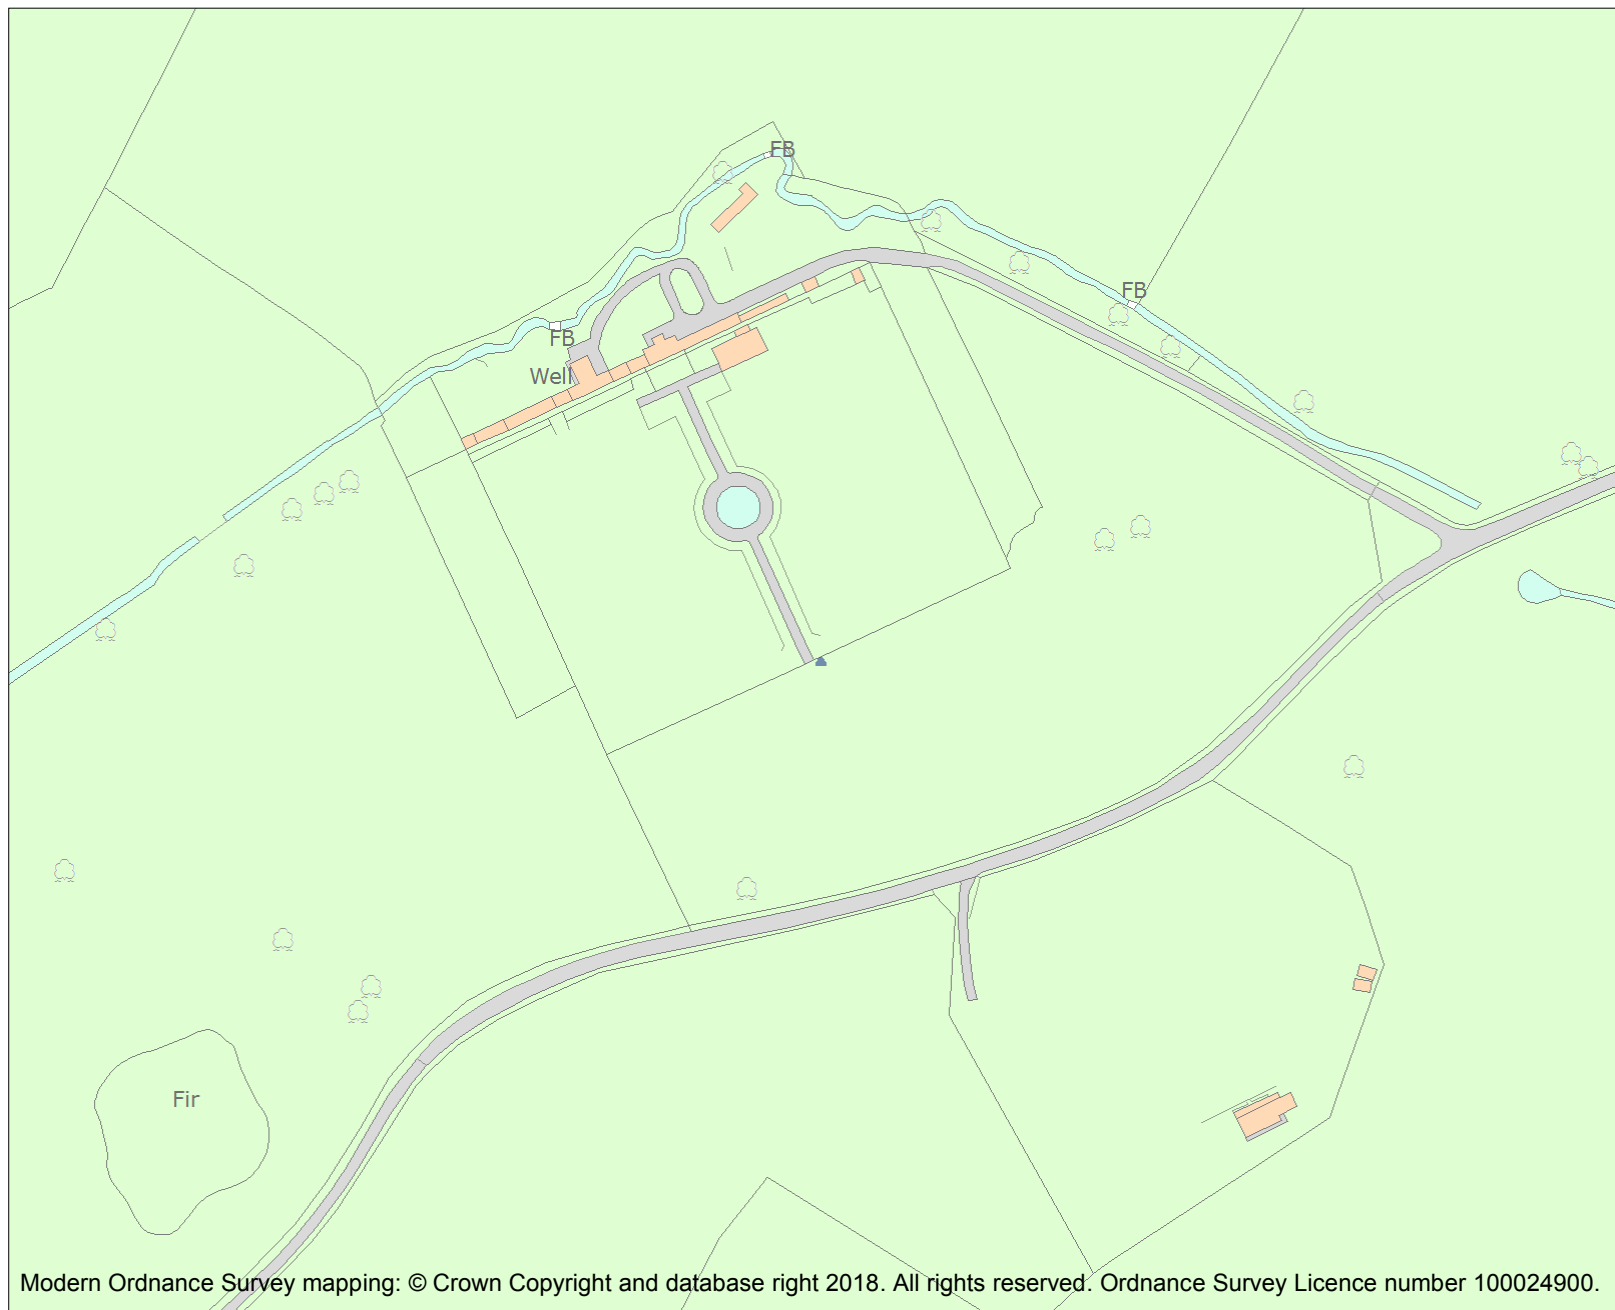 FB
FB
FB
Well
Fir
Modern Ordnance Survey mapping: © Crown Copyright and database right 2018. All rights reserved. Ordnance Survey Licence number 100024900.